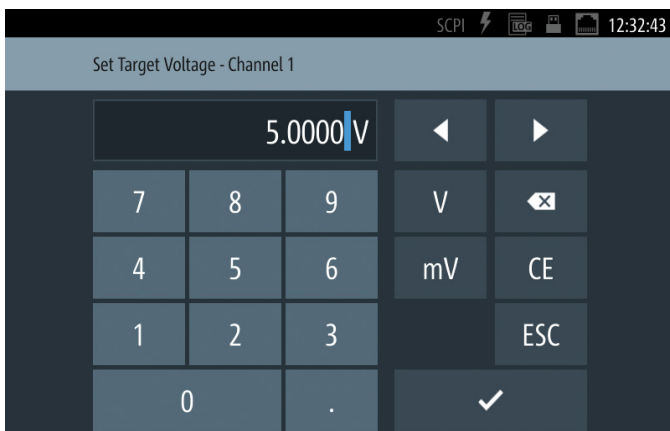 SCPI LOG 12:32:43
Set Target Voltage - Channel 1
5.0000 V
7 8 9 V
4 5 6 mV CE
1 2 3 ESC
0 .